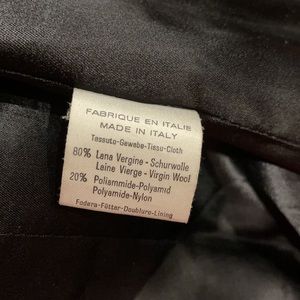 FABRIQUE EN ITALIE
MADE IN ITALY
Tessuto-Gewebe-Tissu-Cloth
80% Lana Vergine - Schurwolle
Laine Vierge - Virgin Wool
20% Poliammide-Polyamid
Polyamide-Nylon
Fodera-Fütter-Doublure-Lining